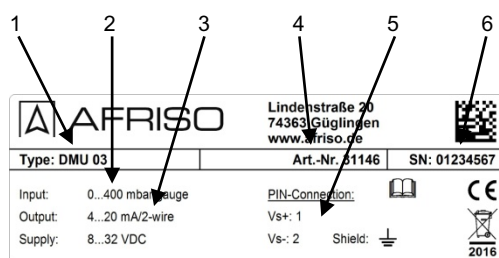 1 2 3 4 5 6
AFRISO
Lindenstraße 20
74363 Güglingen
www.afriso.de
Type: DMU 03 Art.-Nr. 31146 SN: 01234567
Input: 0...400 mbar gauge
Output: 4...20 mA/2-wire
Supply: 8...32 VDC
PIN-Connection:
Vs+: 1
Vs-: 2 Shield:
CE
2016